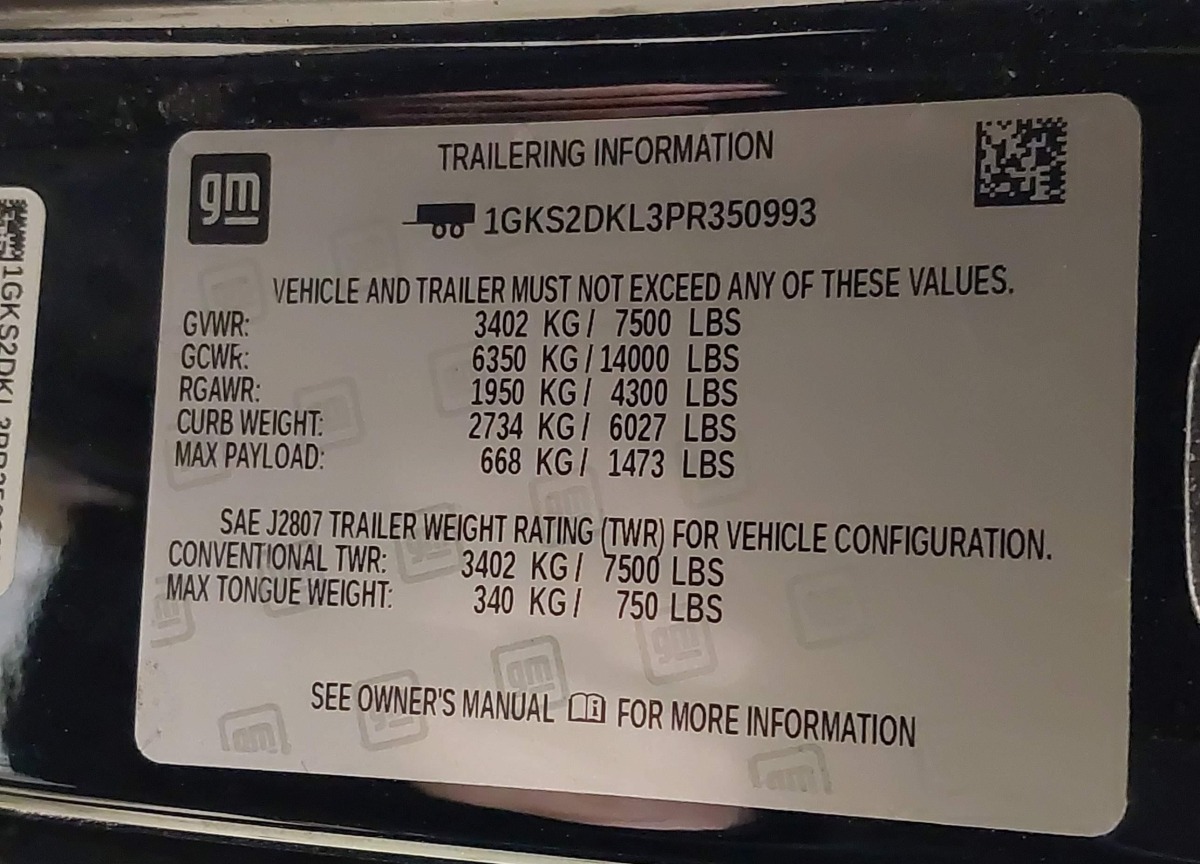 gm
TRAILERING INFORMATION
1GKS2DKL3PR350993
VEHICLE AND TRAILER MUST NOT EXCEED ANY OF THESE VALUES.
GVWR: 3402 KG / 7500 LBS
GCWR: 6350 KG / 14000 LBS
RGAWR: 1950 KG / 4300 LBS
CURB WEIGHT: 2734 KG / 6027 LBS
MAX PAYLOAD: 668 KG / 1473 LBS
SAE J2807 TRAILER WEIGHT RATING (TWR) FOR VEHICLE CONFIGURATION.
CONVENTIONAL TWR: 3402 KG / 7500 LBS
MAX TONGUE WEIGHT: 340 KG / 750 LBS
SEE OWNER'S MANUAL FOR MORE INFORMATION